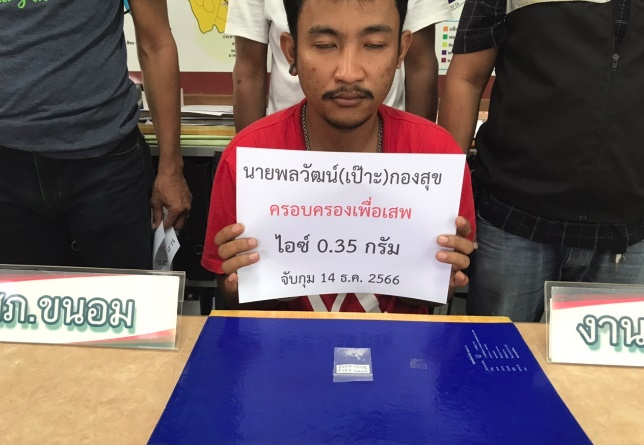 นายพลวัฒน์(เป๊าะ)กองสุข
ครอบครองเพื่อเสพ
ไอซ์ 0.35 กรัม
จับกุม 14 ธ.ค. 2566
ภ.ขนอม
งาน